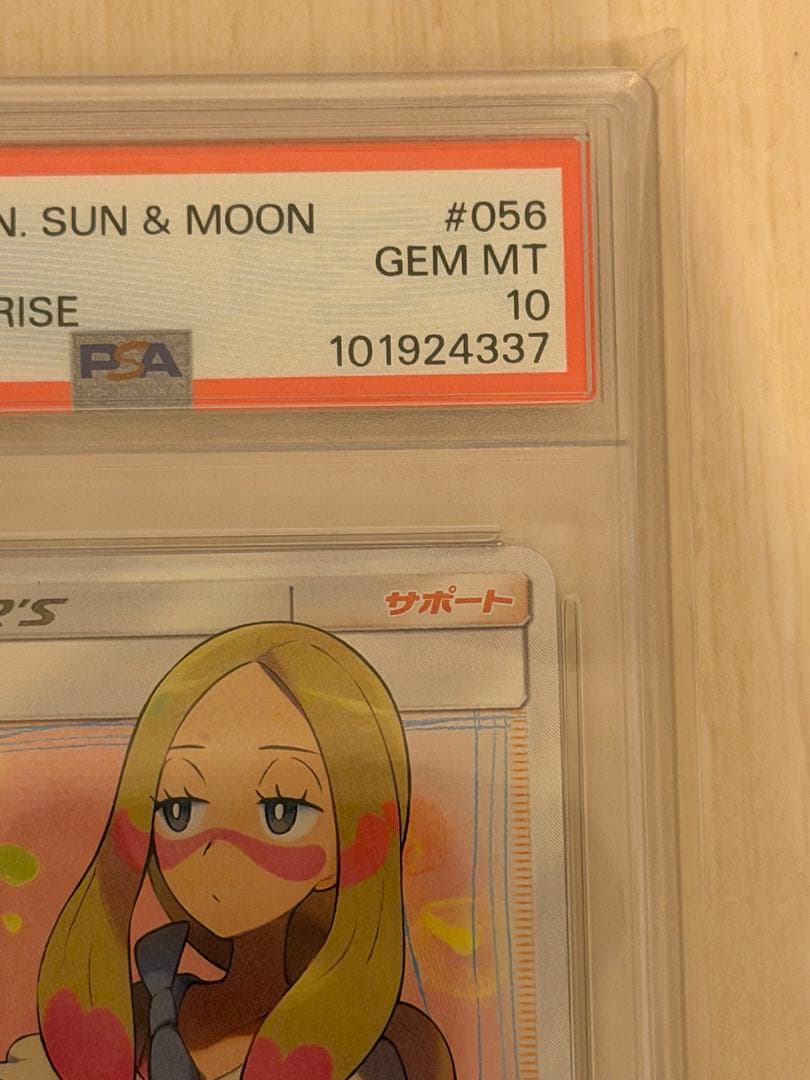 N. SUN & MOON #056
GEM MT
RISE 10
PSA 101924337
R'S サポート